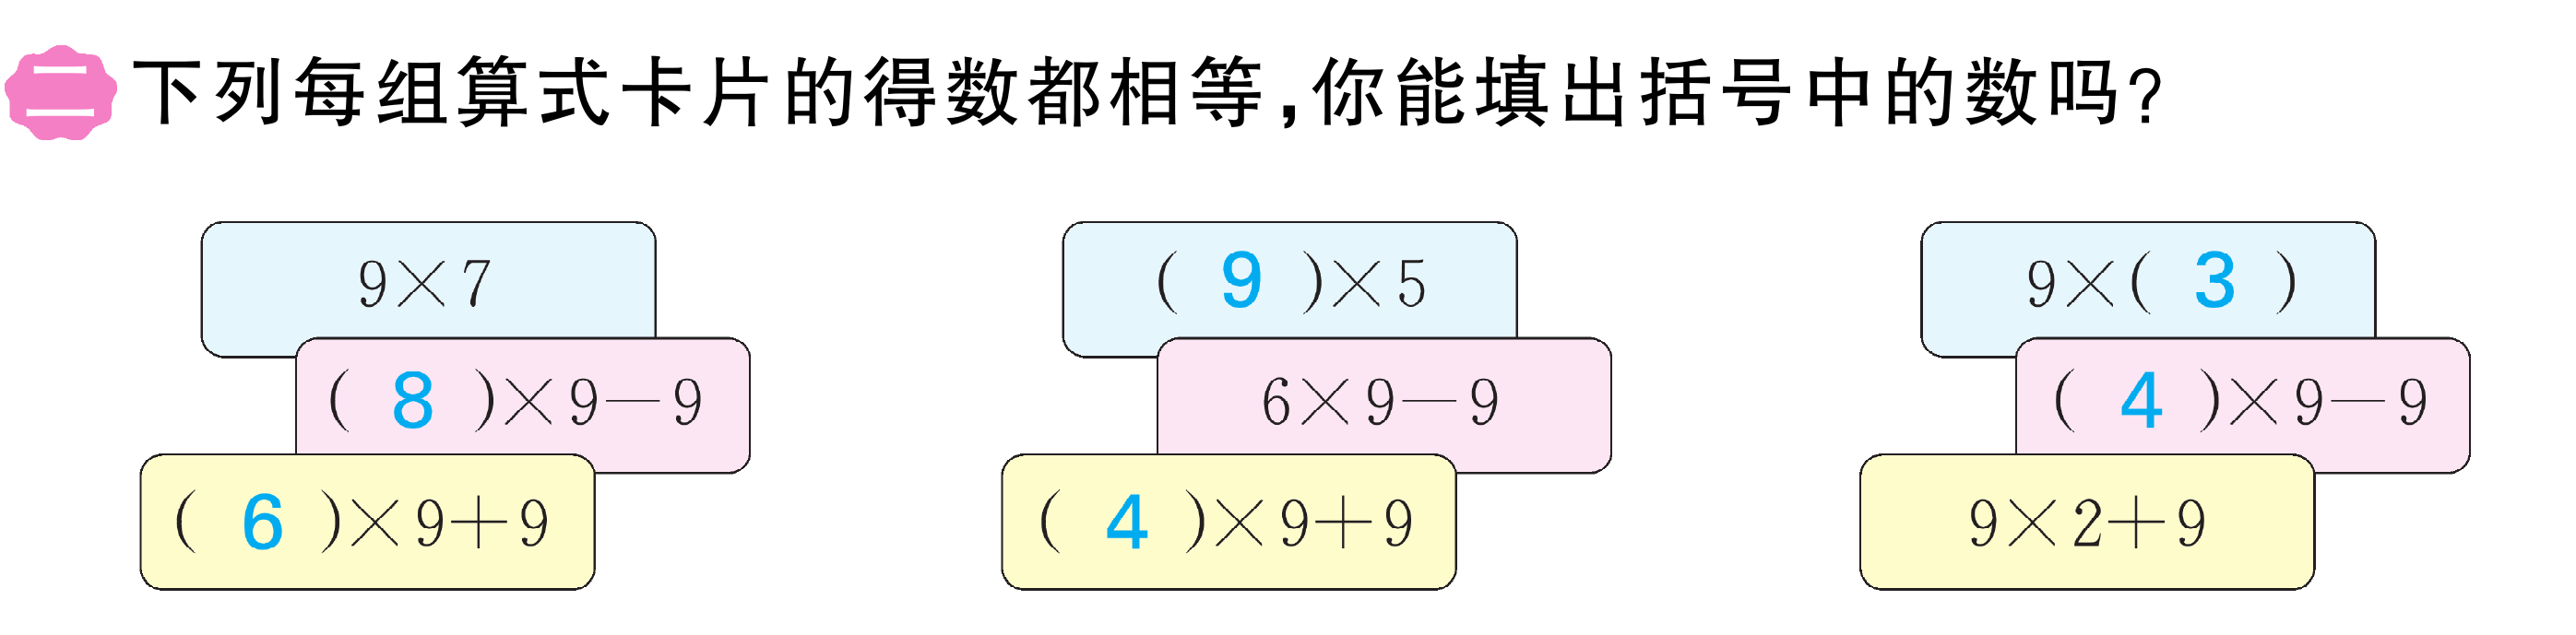 二 下列每组算式卡片的得数都相等,你能填出括号中的数吗?
9×7
( 8 )×9-9
( 6 )×9+9
( 9 )×5
6×9-9
( 4 )×9+9
9×( 3 )
( 4 )×9-9
9×2+9